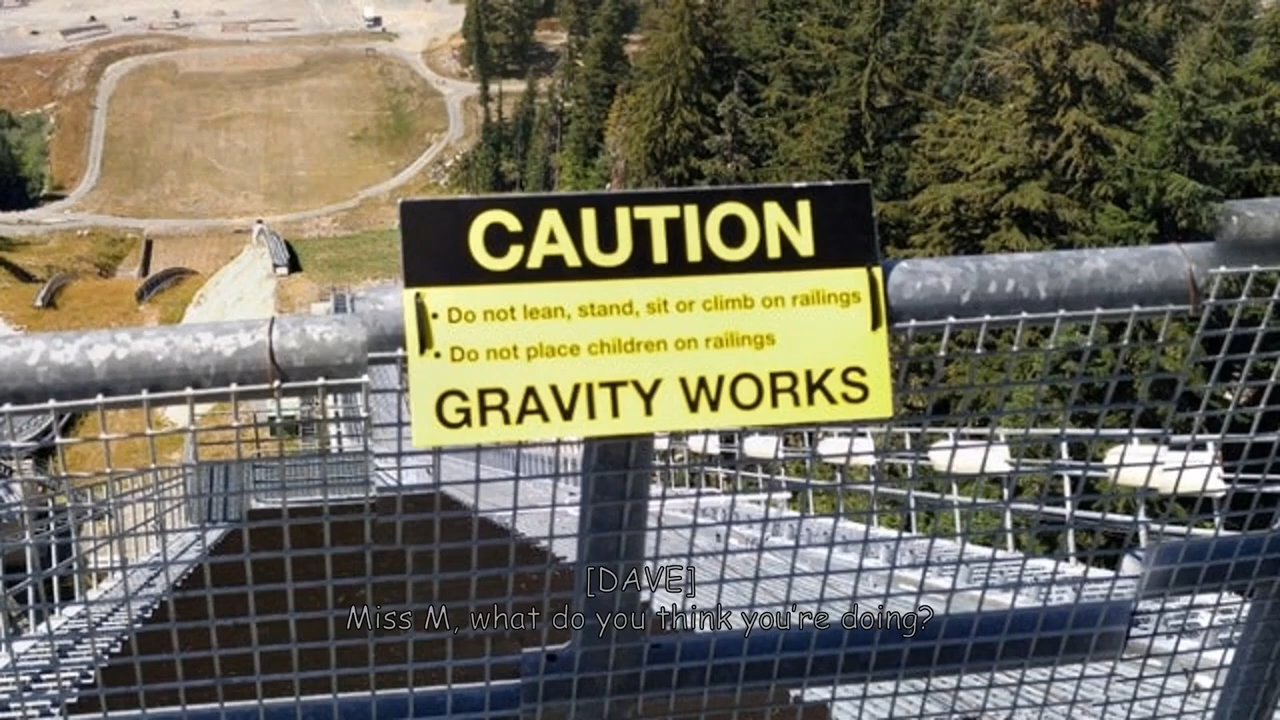 CAUTION
• Do not lean, stand, sit or climb on railings
• Do not place children on railings
GRAVITY WORKS
[DAVE]
Miss M, what do you think you're doing?